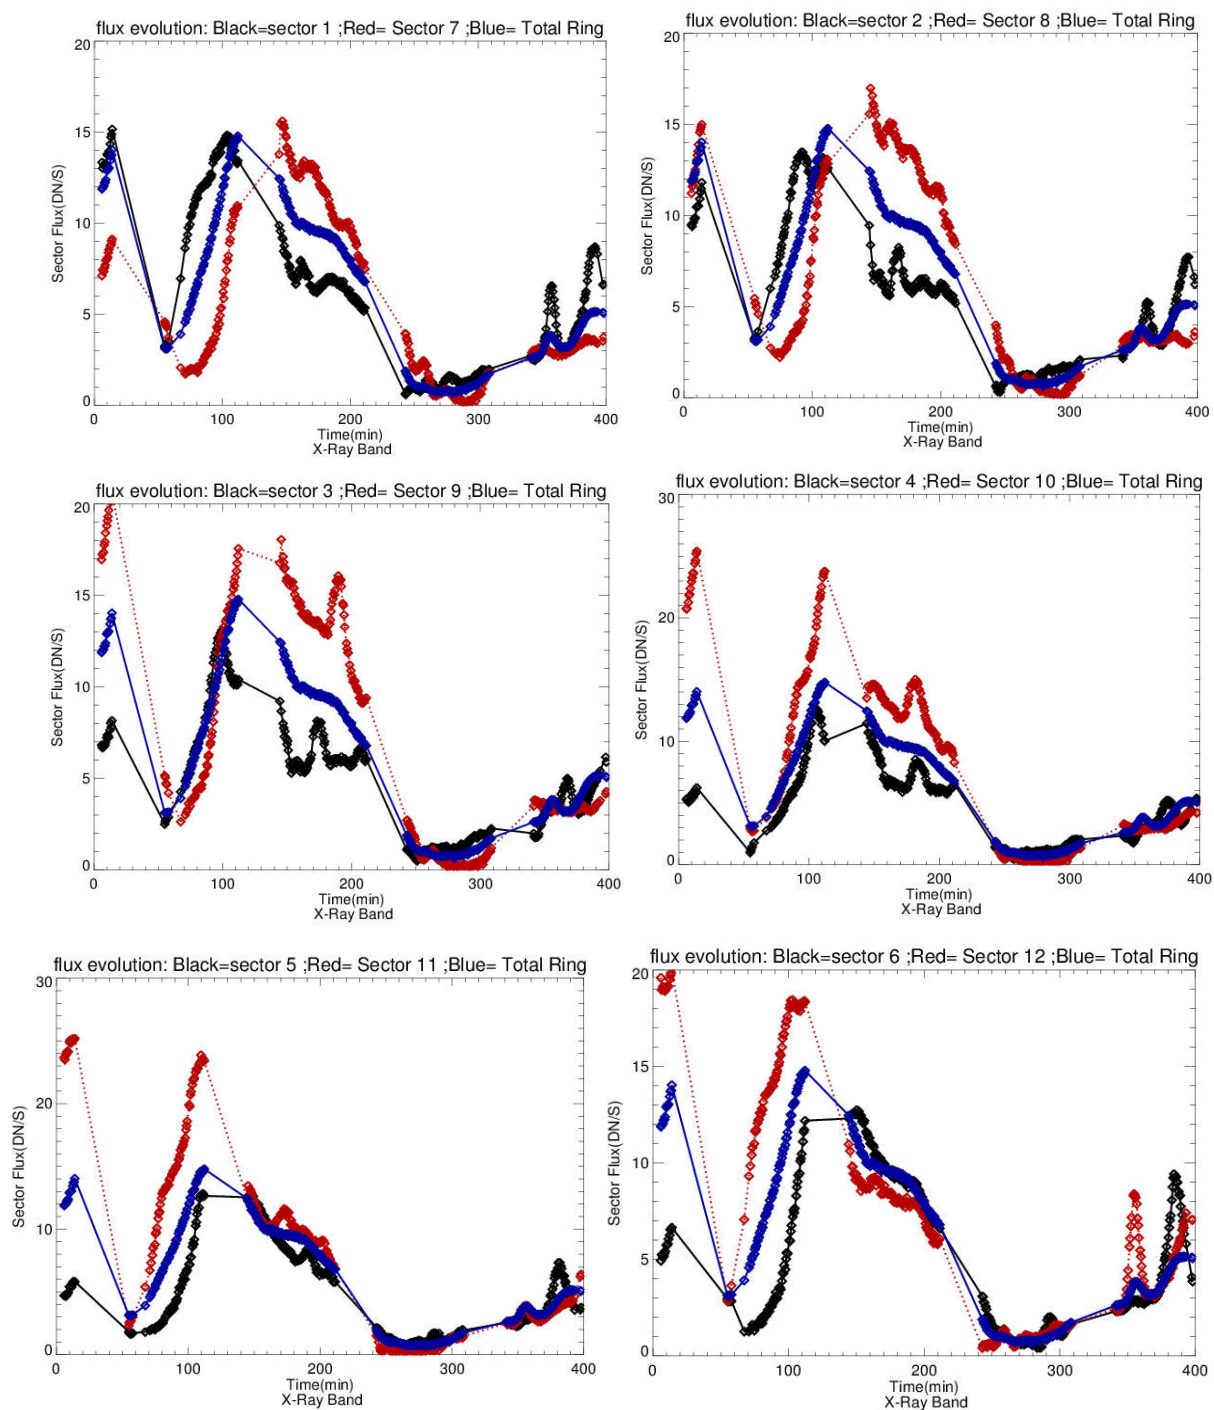 flux evolution: Black=sector 1 ;Red= Sector 7 ;Blue= Total Ring
20
15
10
5
0
Sector Flux(DN/S)
0 100 200 300 400
Time(min)
X-Ray Band
flux evolution: Black=sector 2 ;Red= Sector 8 ;Blue= Total Ring
20
15
10
5
0
Sector Flux(DN/S)
0 100 200 300 400
Time(min)
X-Ray Band
flux evolution: Black=sector 3 ;Red= Sector 9 ;Blue= Total Ring
20
15
10
5
0
Sector Flux(DN/S)
0 100 200 300 400
Time(min)
X-Ray Band
flux evolution: Black=sector 4 ;Red= Sector 10 ;Blue= Total Ring
30
20
10
0
Sector Flux(DN/S)
0 100 200 300 400
Time(min)
X-Ray Band
flux evolution: Black=sector 5 ;Red= Sector 11 ;Blue= Total Ring
30
20
10
0
Sector Flux(DN/S)
0 100 200 300 400
Time(min)
X-Ray Band
flux evolution: Black=sector 6 ;Red= Sector 12 ;Blue= Total Ring
20
15
10
5
0
Sector Flux(DN/S)
0 100 200 300 400
Time(min)
X-Ray Band